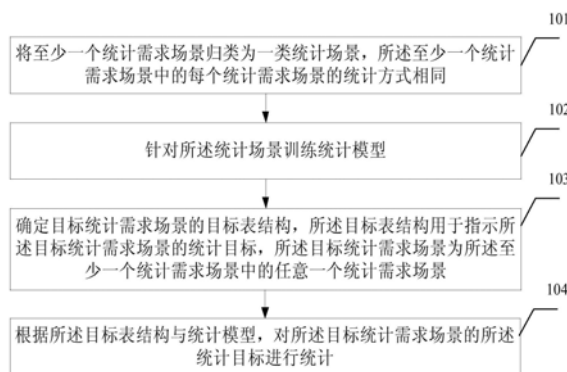 101
将至少一个统计需求场景归类为一类统计场景，所述至少一个统计
需求场景中的每个统计需求场景的统计方式相同
102
针对所述统计场景训练统计模型
103
确定目标统计需求场景的目标表结构，所述目标表结构用于指示所
述目标统计需求场景的统计目标，所述目标需求场景为所述至
少一个统计需求场景中的任意一个统计需求场景
104
根据所述目标表结构与统计模型，对所述目标统计需求场景的所述
统计目标进行统计